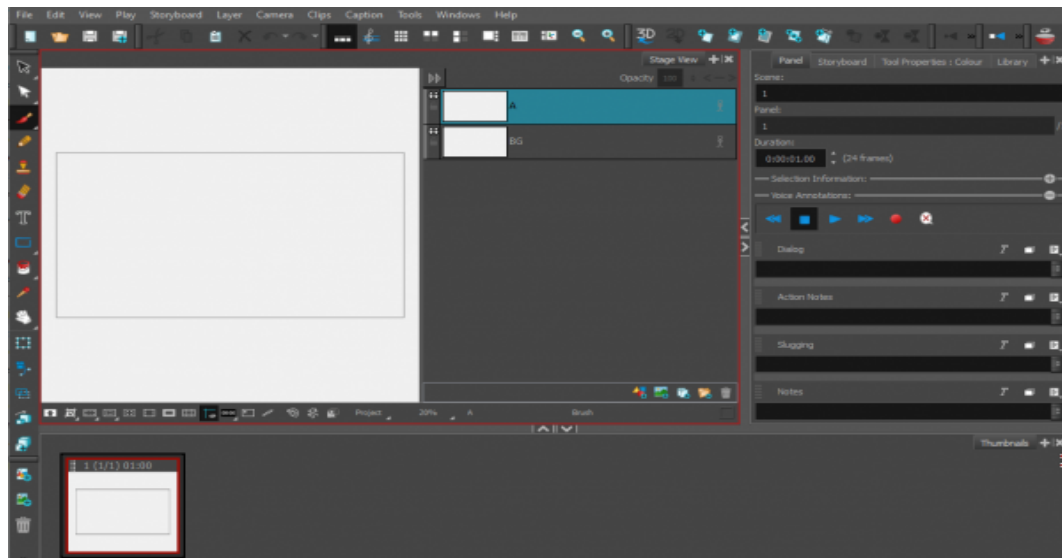 File Edit View Play Storyboard Layer Camera Clips Caption Tools Windows Help
3D
Stage View
Opacity 100
A
BG
Project 20% A Brush
Panel Storyboard Tool Properties : Colour Library
Scene:
1
Panel:
1
Duration:
0:00:01.00 (24 frames)
Selection Information:
Voice Annotations:
Dialog
Action Notes
Slugging
Notes
Thumbnails
1 (1/1) 01:00